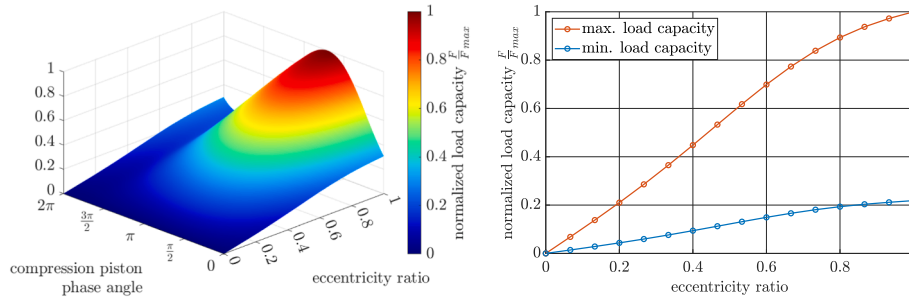 1
0.8
0.6
0.4
0.2
0
2π
3π/2
π
π/2
0
0
0.2
0.4
0.6
0.8
1
compression piston
phase angle
eccentricity ratio
1
0.8
0.6
0.4
0.2
0
normalized load capacity F/F max
1
0.8
0.6
0.4
0.2
0
normalized load capacity F/F max
max. load capacity
min. load capacity
0
0.2
0.4
0.6
0.8
eccentricity ratio